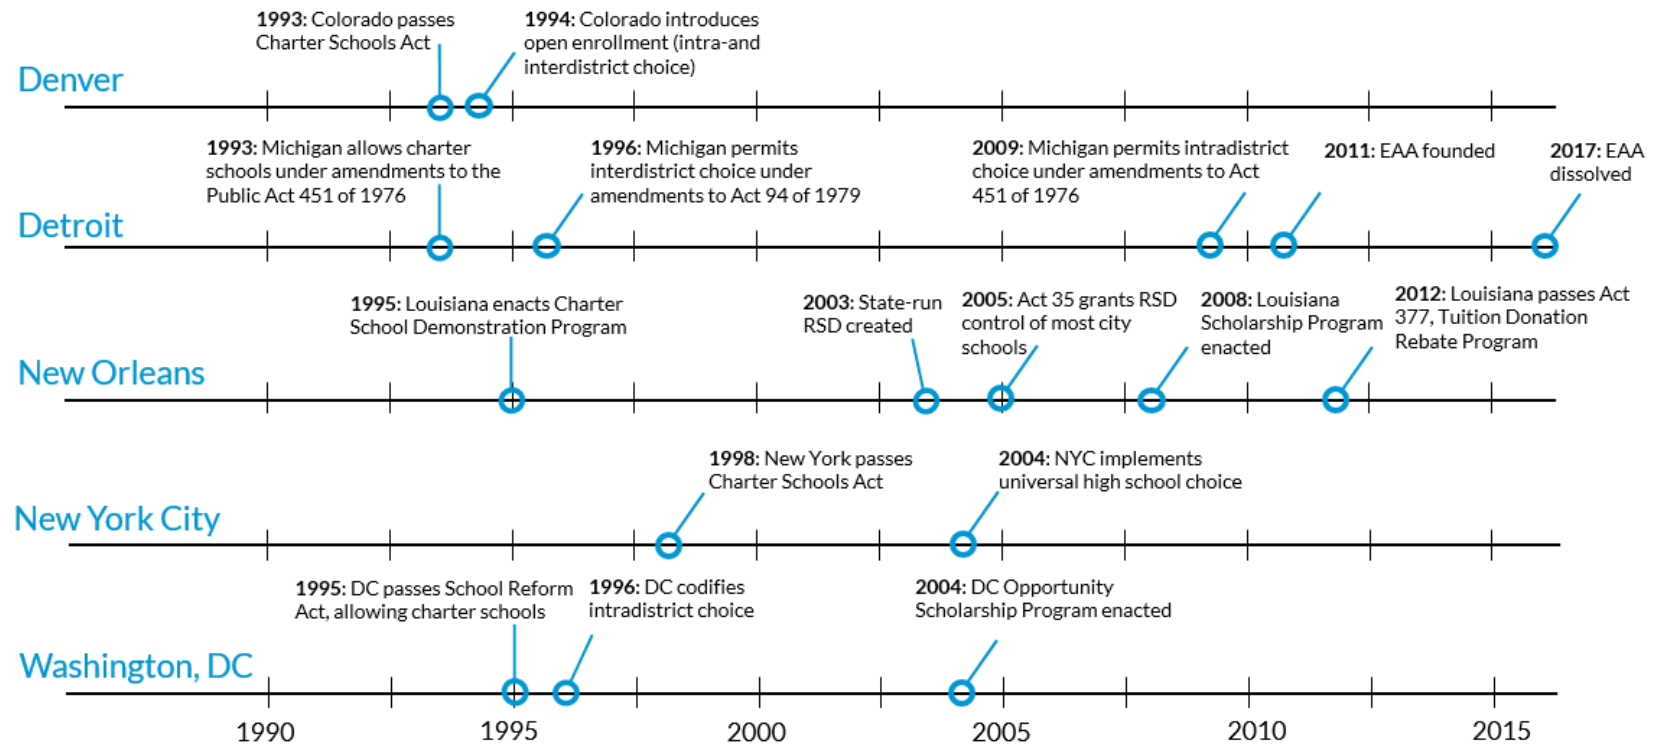 1993: Colorado passes
Charter Schools Act
1994: Colorado introduces
open enrollment (intra-and
interdistrict choice)
Denver
1993: Michigan allows charter
schools under amendments to the
Public Act 451 of 1976
1996: Michigan permits
interdistrict choice under
amendments to Act 94 of 1979
2009: Michigan permits intradistrict
choice under amendments to Act
451 of 1976
2011: EAA founded
2017: EAA
dissolved
Detroit
1995: Louisiana enacts Charter
School Demonstration Program
2003: State-run
RSD created
2005: Act 35 grants RSD
control of most city
schools
2008: Louisiana
Scholarship Program
enacted
2012: Louisiana passes Act
377, Tuition Donation
Rebate Program
New Orleans
1998: New York passes
Charter Schools Act
2004: NYC implements
universal high school choice
New York City
1995: DC passes School Reform
Act, allowing charter schools
1996: DC codifies
intradistrict choice
2004: DC Opportunity
Scholarship Program enacted
Washington, DC
1990 1995 2000 2005 2010 2015